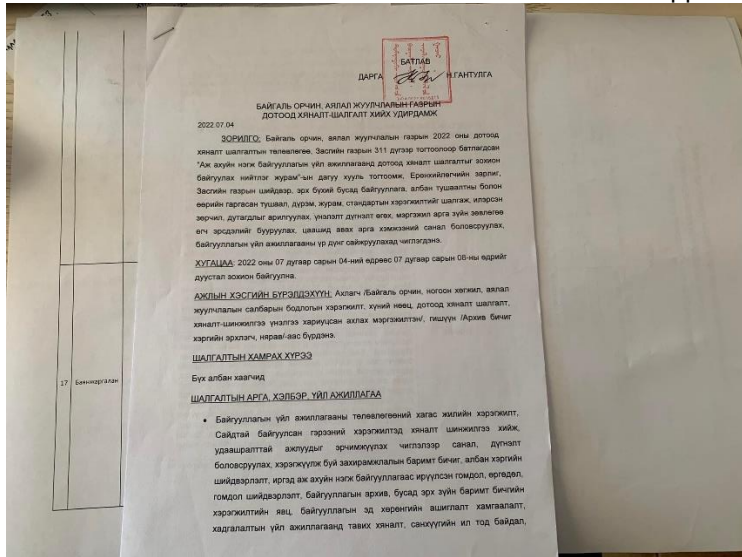 БАТЛАВ
ДАРГА Н.ГАНТУЛГА
БАЙГАЛЬ ОРЧИН, АЯЛАЛ ЖУУЛЧЛАЛЫН ГАЗРЫН
ДОТООД ХЯНАЛТ-ШАЛГАЛТ ХИЙХ УДИРДАМЖ
2022.07.04
ЗОРИЛГО: Байгаль орчин, аялал жуулчлалын газрын 2022 оны дотоод
хяналт шалгалтын төлөвлөгөө, Засгийн газрын 311 дүгээр тогтоолоор батлагдсан
"Аж ахуйн нэгж байгууллагын үйл ажиллагаанд дотоод хяналт шалгалтыг зохион
байгуулах нийтлэг журам"-ын дагуу хууль тогтоомж, Ерөнхийлөгчийн зарлиг,
Засгийн газрын шийдвэр, эрх бүхий бусад байгууллага, албан тушаалтны болон
өөрийн гаргасан тушаал, дүрэм, журам, стандартын хэрэгжилтийг шалгаж, илэрсэн
зөрчил, дутагдлыг арилгуулах, үнэлэлт дүгнэлт өгөх, мэргэжил арга зүйн зөвлөгөө
өгч эрсдэлийг бууруулах, цаашид авах арга хэмжээний санал боловсруулах,
байгууллагын үйл ажиллагааны үр дүнг сайжруулахад чиглэгдэнэ.
ХУГАЦАА: 2022 оны 07 дугаар сарын 04-ний өдрөөс 07 дугаар сарын 08-ны өдрийг
дуустал зохион байгуулна.
АЖЛЫН ХЭСГИЙН БҮРЭЛДЭХҮҮН: Ахлагч /Байгаль орчин, ногоон хөгжил, аялал
жуулчлалын салбарын бодлогын хэрэгжилт, хүний нөөц, дотоод хяналт шалгалт,
хяналт-шинжилгээ үнэлгээ хариуцсан ахлах мэргэжилтэн/, гишүүн /Архив бичиг
хэргийн эрхлэгч, нярав/-аас бүрдэнэ.
ШАЛГАЛТЫН ХАМРАХ ХҮРЭЭ
Бүх албан хаагчид
ШАЛГАЛТЫН АРГА, ХЭЛБЭР, ҮЙЛ АЖИЛЛАГАА
• Байгууллагын үйл ажиллагааны төлөвлөгөөний хагас жилийн хэрэгжилт,
Сайдтай байгуулсан гэрээний хэрэгжилтэд хяналт шинжилгээ хийж,
удаашралтай ажлуудыг эрчимжүүлэх чиглэлээр санал, дүгнэлт
боловсруулах, хэрэгжүүлж буй захирамжлалын баримт бичиг, албан хэргийн
шийдвэрлэлт, иргэд аж ахуйн нэгж байгууллагаас ирүүлсэн гомдол, өргөдөл,
гомдол шийдвэрлэлт, байгууллагын архив, бусад эрх зүйн баримт бичгийн
хэрэгжилтийн явц, байгууллагын эд хөрөнгийн ашиглалт хамгаалалт,
хадгалалтын үйл ажиллагаанд тавих хяналт, санхүүгийн ил тод байдал,
17 Баянжаргалан